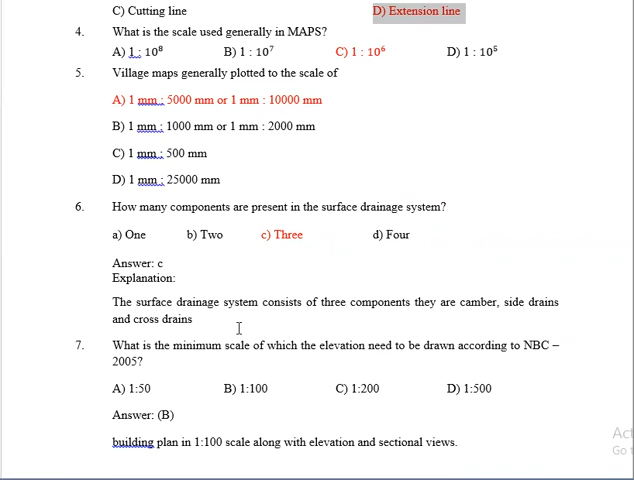 C) Cutting line D) Extension line
4. What is the scale used generally in MAPS?
A) 1 : 10⁸ B) 1 : 10⁷ C) 1 : 10⁶ D) 1 : 10⁵
5. Village maps generally plotted to the scale of
A) 1 mm : 5000 mm or 1 mm : 10000 mm
B) 1 mm : 1000 mm or 1 mm : 2000 mm
C) 1 mm : 500 mm
D) 1 mm : 25000 mm
6. How many components are present in the surface drainage system?
a) One b) Two c) Three d) Four
Answer: c
Explanation:
The surface drainage system consists of three components they are camber, side drains
and cross drains
7. What is the minimum scale of which the elevation need to be drawn according to NBC –
2005?
A) 1:50 B) 1:100 C) 1:200 D) 1:500
Answer: (B)
building plan in 1:100 scale along with elevation and sectional views.